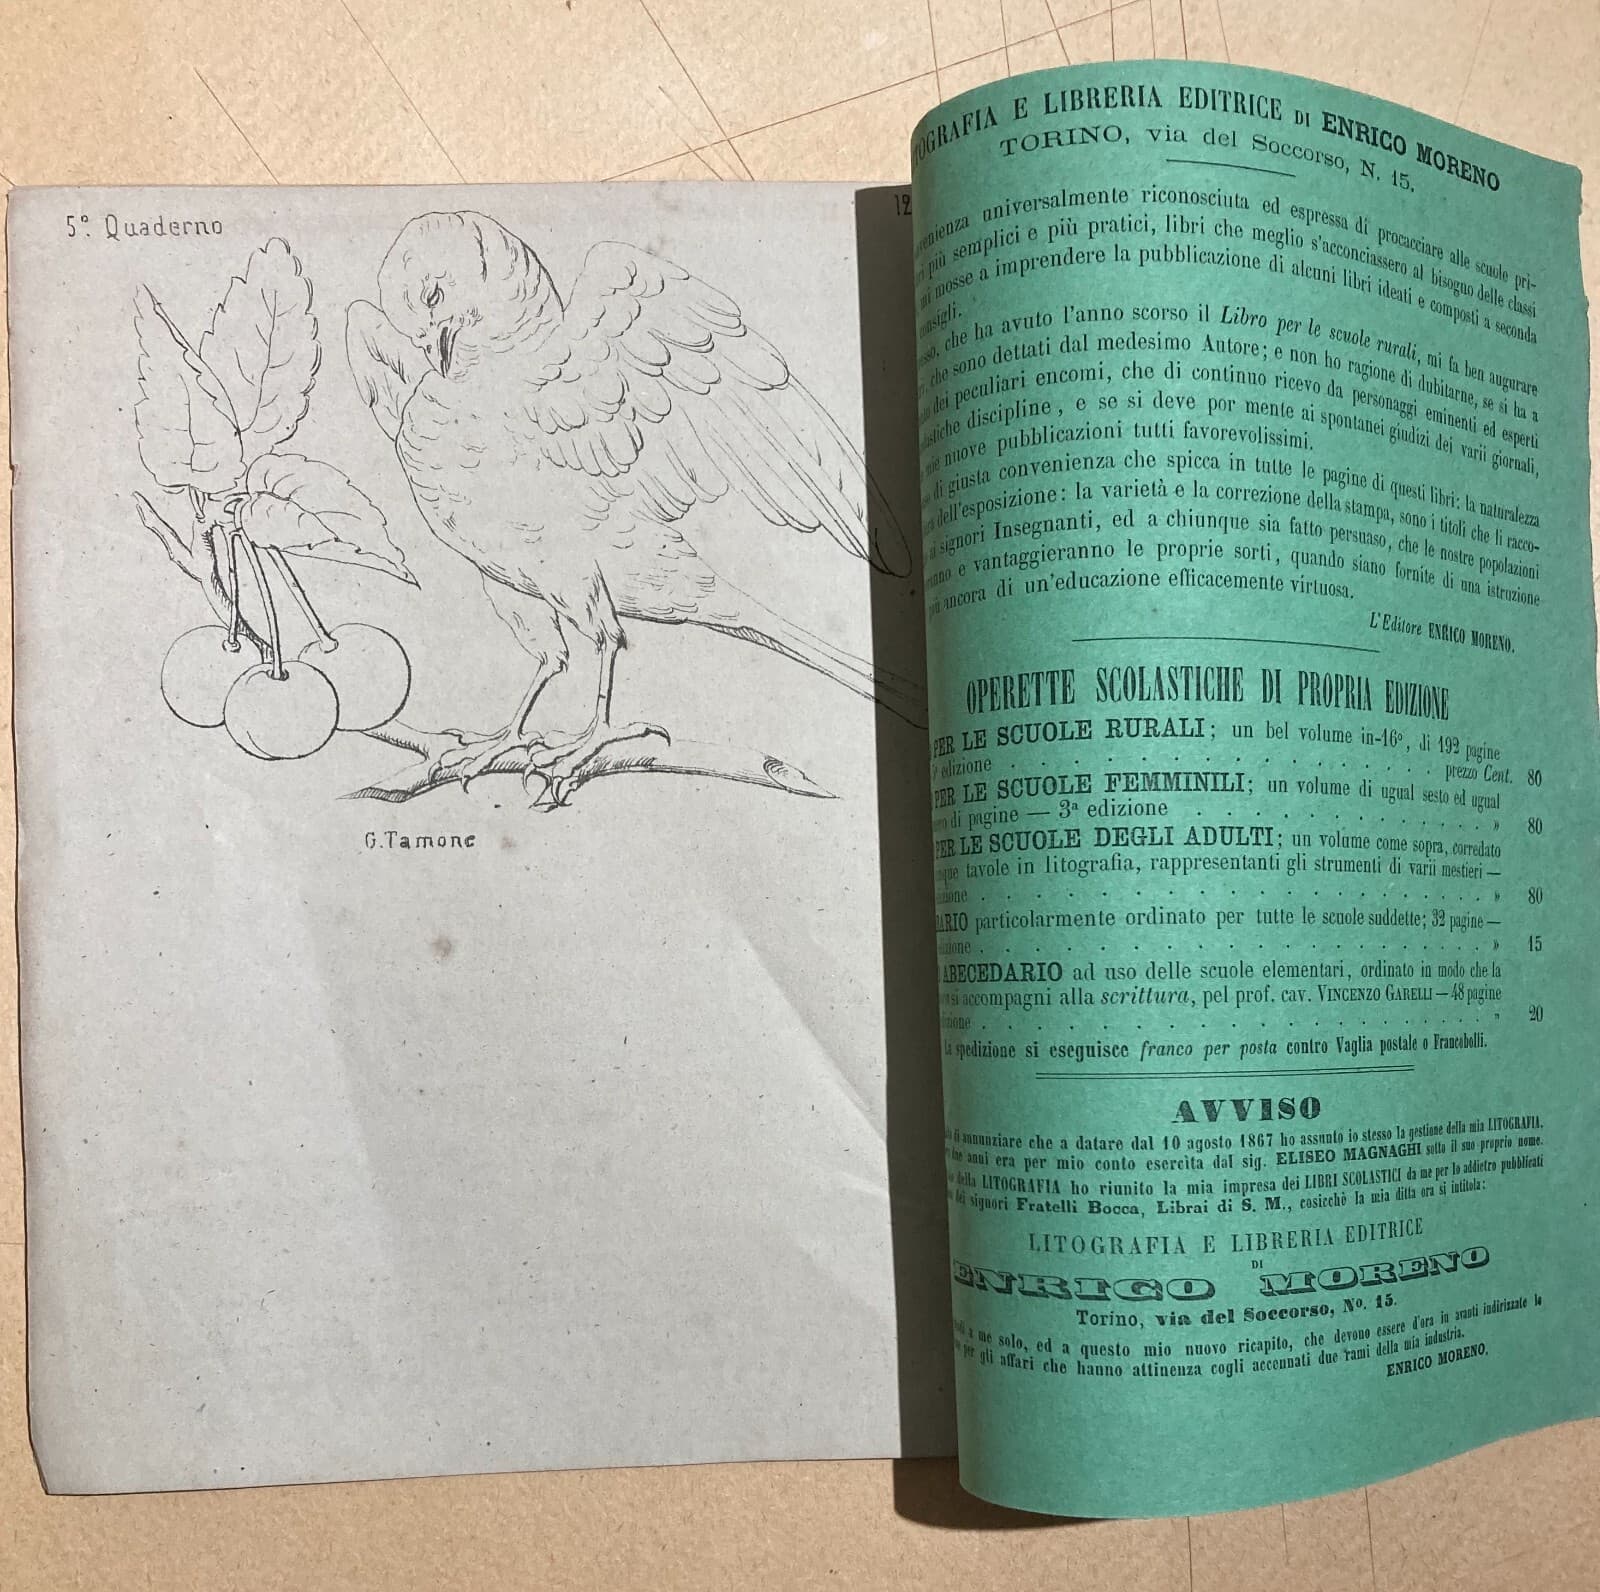 5º. Quaderno
12
G. Tamone
LITOGRAFIA E LIBRERIA EDITRICE DI ENRICO MORENO
TORINO, via del Soccorso, N. 15.
universalmente riconosciuta ed espressa di procacciare alle scuole pri-
più semplici e più pratici, libri che meglio s'acconciassero al bisogno delle classi
mosse a imprendere la pubblicazione di alcuni libri ideati e composti a seconda
consigli.
che ha avuto l'anno scorso il Libro per le scuole rurali, mi fa ben augurare
che sono dettati dal medesimo Autore; e non ho ragione di dubitarne, se si ha a
dei peculiari encomi, che di continuo ricevo da personaggi eminenti ed esperti
discipline, e se si deve por mente ai spontanei giudizi dei varii giornali,
mie nuove pubblicazioni tutti favorevolissimi.
di giusta convenienza che spicca in tutte le pagine di questi libri: la naturalezza
dell'esposizione: la varietà e la correzione della stampa, sono i titoli che li racco-
signori Insegnanti, ed a chiunque sia fatto persuaso, che le nostre popolazioni
e vantaggieranno le proprie sorti, quando siano fornite di una istruzione
ancora di un'educazione efficacemente virtuosa.
L'Editore ENRICO MORENO.
OPERETTE SCOLASTICHE DI PROPRIA EDIZIONE
PER LE SCUOLE RURALI; un bel volume in-16º, di 192 pagine
edizione . . . . . . . . . . . . prezzo Cent. 80
PER LE SCUOLE FEMMINILI; un volume di ugual sesto ed ugual
di pagine — 3ª edizione . . . . . . . . » 80
PER LE SCUOLE DEGLI ADULTI; un volume come sopra, corredato
tavole in litografia, rappresentanti gli strumenti di varii mestieri —
. . . . . . . . . . . . . . » 80
particolarmente ordinato per tutte le scuole suddette; 32 pagine —
. . . . . . . . . . . . . . » 15
ABECEDARIO ad uso delle scuole elementari, ordinato in modo che la
si accompagni alla scrittura, pel prof. cav. VINCENZO GARELLI — 48 pagine
. . . . . . . . . . . . . . » 20
La spedizione si eseguisce franco per posta contro Vaglia postale o Francobolli.
AVVISO
di annunziare che a datare dal 10 agosto 1867 ho assunto io stesso la gestione della mia LITOGRAFIA,
anni era per mio conto esercita dal sig. ELISEO MAGNAGHI sotto il suo proprio nome.
della LITOGRAFIA ho riunito la mia impresa dei LIBRI SCOLASTICI da me per lo addietro pubblicati
dei signori Fratelli Bocca, Librai di S. M., cosicchè la mia ditta ora si intitola:
LITOGRAFIA E LIBRERIA EDITRICE
DI
ENRICO MORENO
Torino, via del Soccorso, Nº. 15.
a me solo, ed a questo mio nuovo ricapito, che devono essere d'ora in avanti indirizzate le
per gli affari che hanno attinenza cogli accennati due rami della mia industria.
ENRICO MORENO.